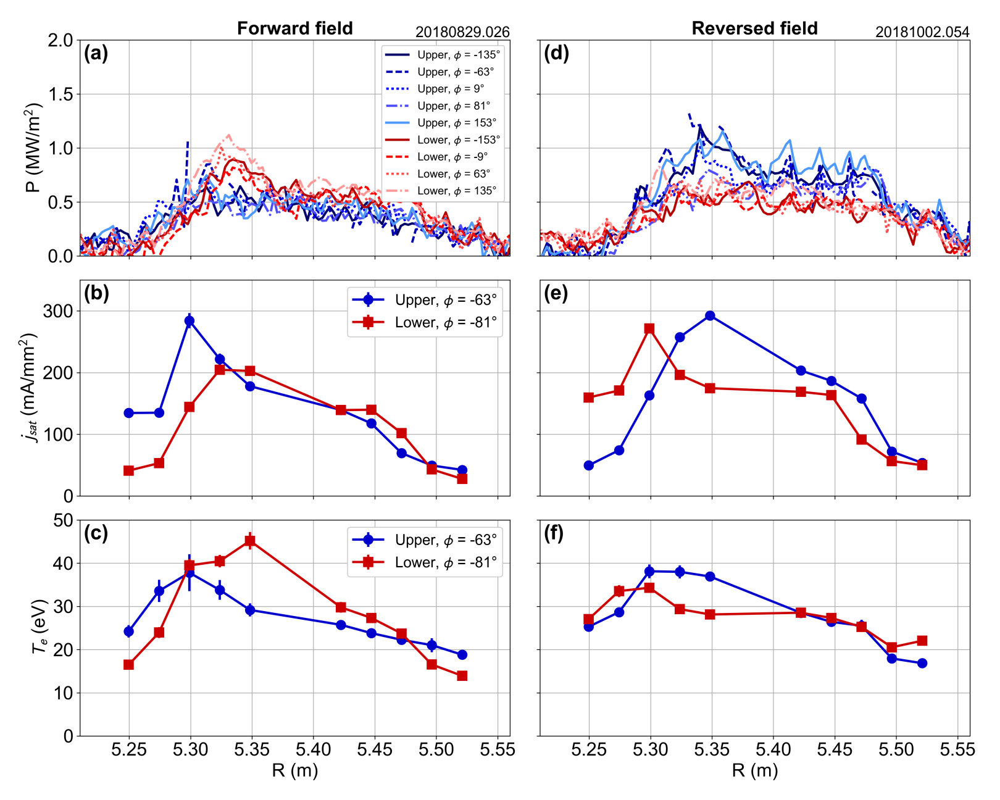 Forward field
20180829.026
Reversed field
20181002.054
(a)
(d)
P (MW/m²)
2.0
1.5
1.0
0.5
0.0
Upper, ϕ = -135°
Upper, ϕ = -63°
Upper, ϕ = 9°
Upper, ϕ = 81°
Upper, ϕ = 153°
Lower, ϕ = -153°
Lower, ϕ = -9°
Lower, ϕ = 63°
Lower, ϕ = 135°
(b)
(e)
j_sat (mA/mm²)
300
200
100
0
Upper, ϕ = -63°
Lower, ϕ = -81°
(c)
(f)
T_e (eV)
50
40
30
20
10
0
Upper, ϕ = -63°
Lower, ϕ = -81°
5.25 5.30 5.35 5.40 5.45 5.50 5.55
R (m)
5.25 5.30 5.35 5.40 5.45 5.50 5.55
R (m)